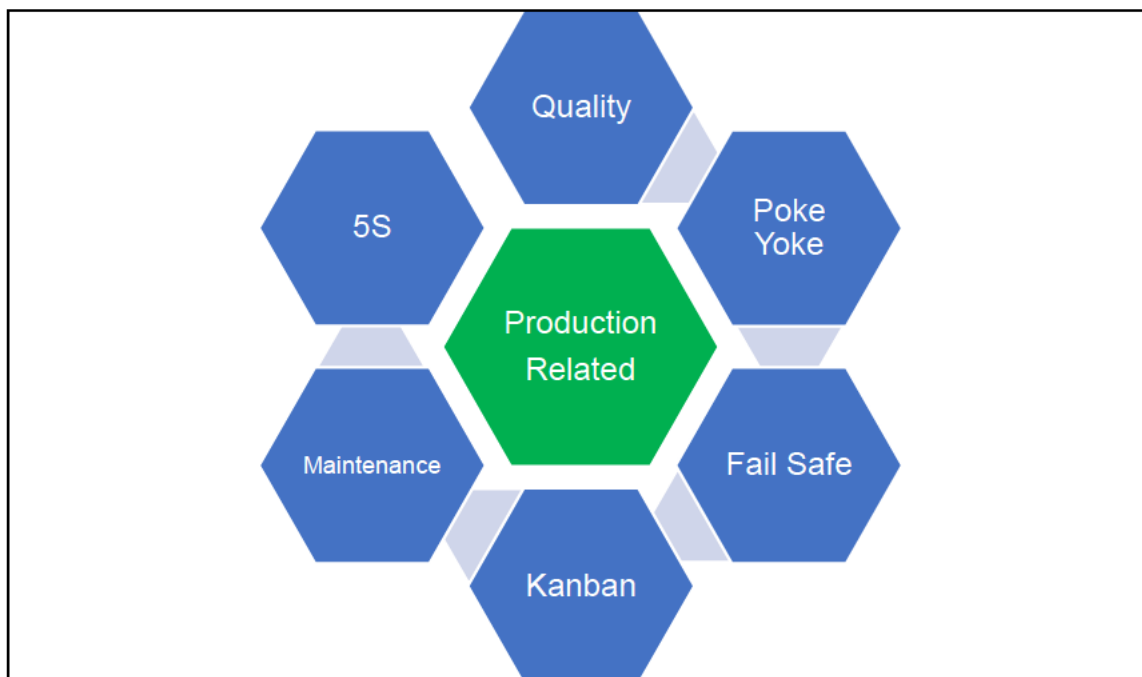 Quality
5S
Poke
Yoke
Production
Related
Maintenance
Fail Safe
Kanban